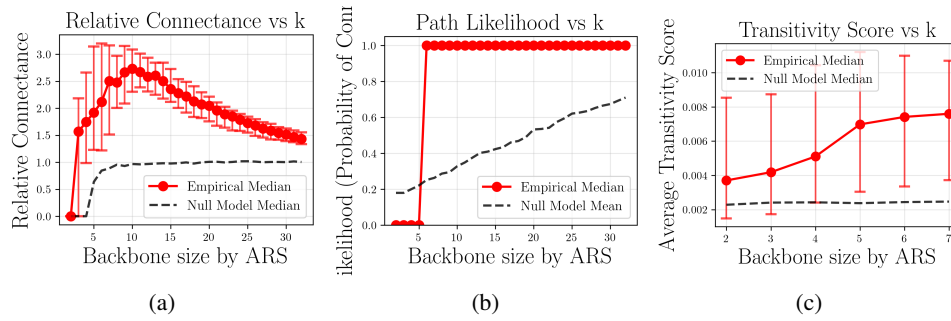 Relative Connectance vs k
Relative Connectance
3.0
2.5
2.0
1.5
1.0
0.5
0.0
Empirical Median
Null Model Median
5 10 15 20 25 30
Backbone size by ARS
(a)
Path Likelihood vs k
(Probability of
1.0
0.8
0.6
0.4
0.2
0.0
Empirical Median
Null Model Mean
5 10 15 20 25 30
Backbone size by ARS
(b)
Transitivity Score vs k
Average Transitivity Score
0.010
0.008
0.006
0.004
0.002
Empirical Median
Null Model Median
2 3 4 5 6 7
Backbone size by ARS
(c)